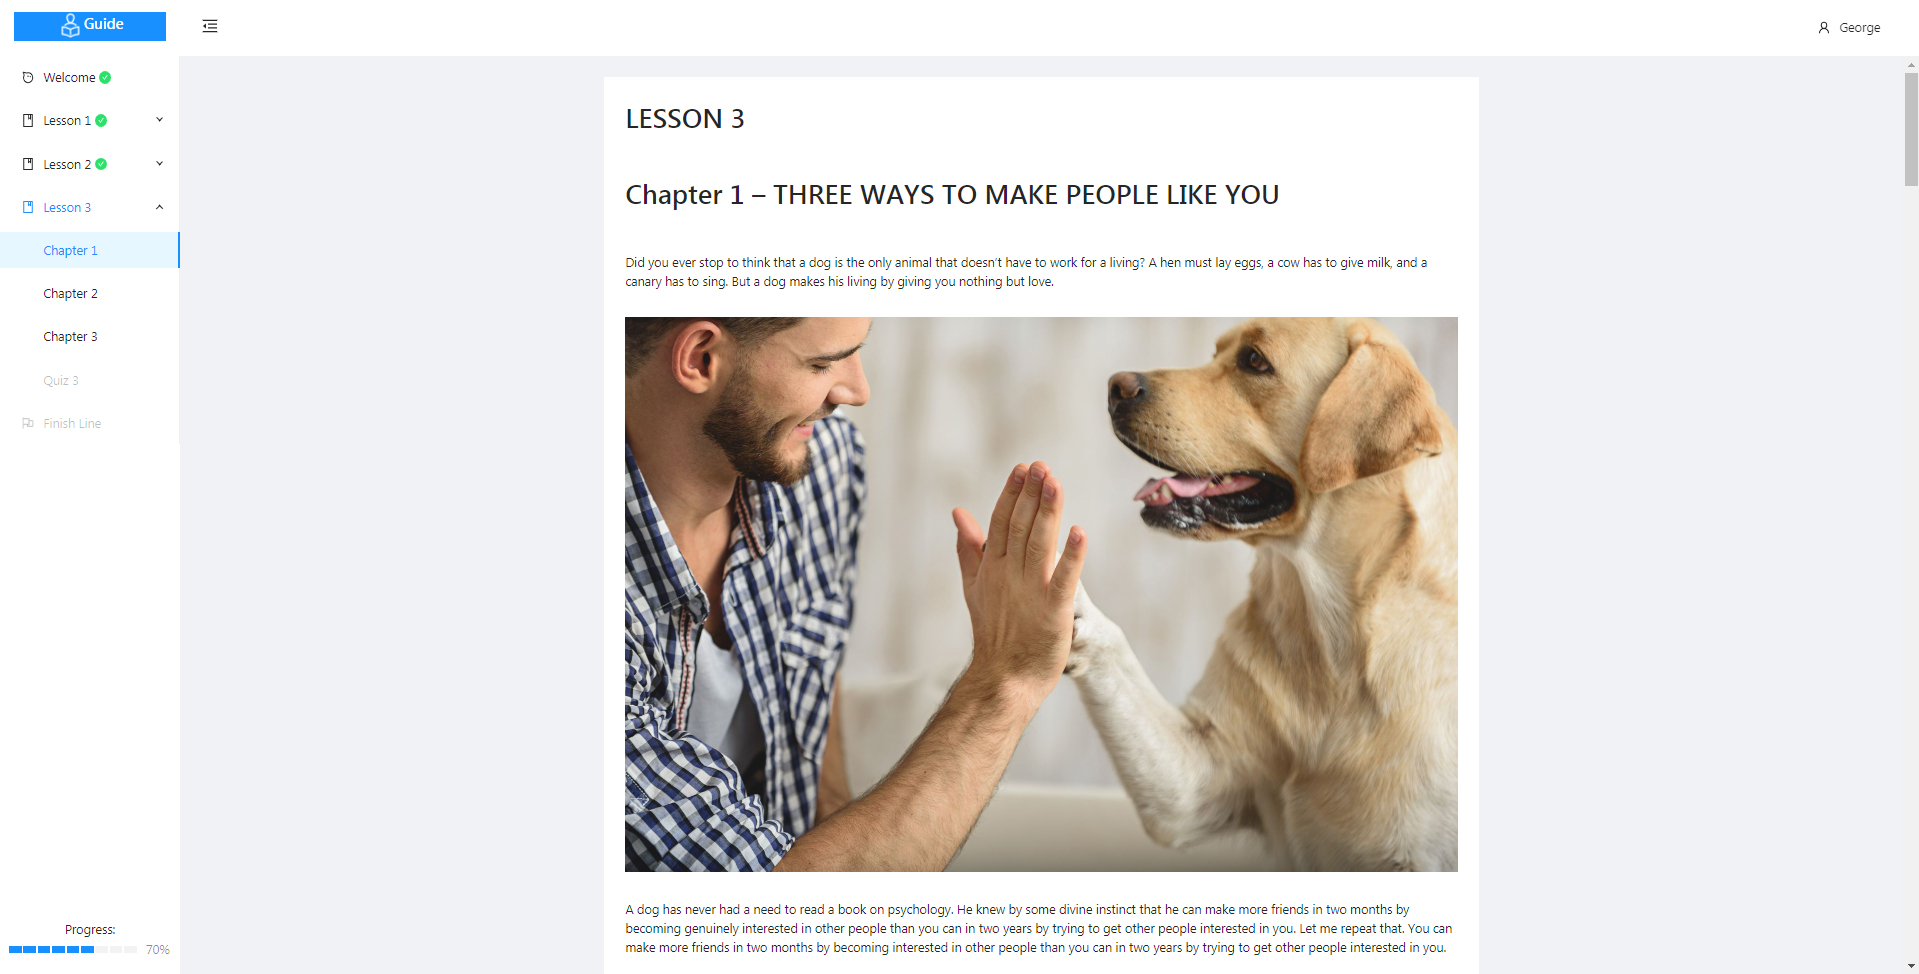 Guide
George
Welcome
Lesson 1
Lesson 2
Lesson 3
Chapter 1
Chapter 2
Chapter 3
Quiz 3
Finish Line
Progress:
70%
LESSON 3
Chapter 1 – THREE WAYS TO MAKE PEOPLE LIKE YOU
Did you ever stop to think that a dog is the only animal that doesn’t have to work for a living? A hen must lay eggs, a cow has to give milk, and a
canary has to sing. But a dog makes his living by giving you nothing but love.
A dog has never had a need to read a book on psychology. He knew by some divine instinct that he can make more friends in two months by
becoming genuinely interested in other people than you can in two years by trying to get other people interested in you. Let me repeat that. You can
make more friends in two months by becoming interested in other people than you can in two years by trying to get other people interested in you.